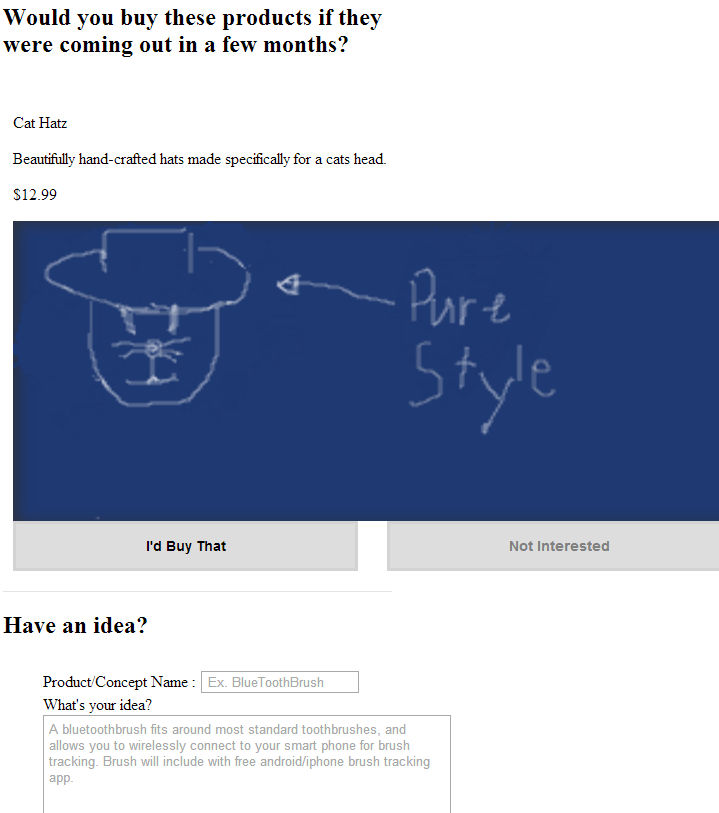 Would you buy these products if they
were coming out in a few months?
Cat Hatz
Beautifully hand-crafted hats made specifically for a cats head.
$12.99
Pure
Style
I'd Buy That
Not Interested
Have an idea?
Product/Concept Name : Ex. BlueToothBrush
What's your idea?
A bluetoothbrush fits around most standard toothbrushes, and
allows you to wirelessly connect to your smart phone for brush
tracking. Brush will include with free android/iphone brush tracking
app.